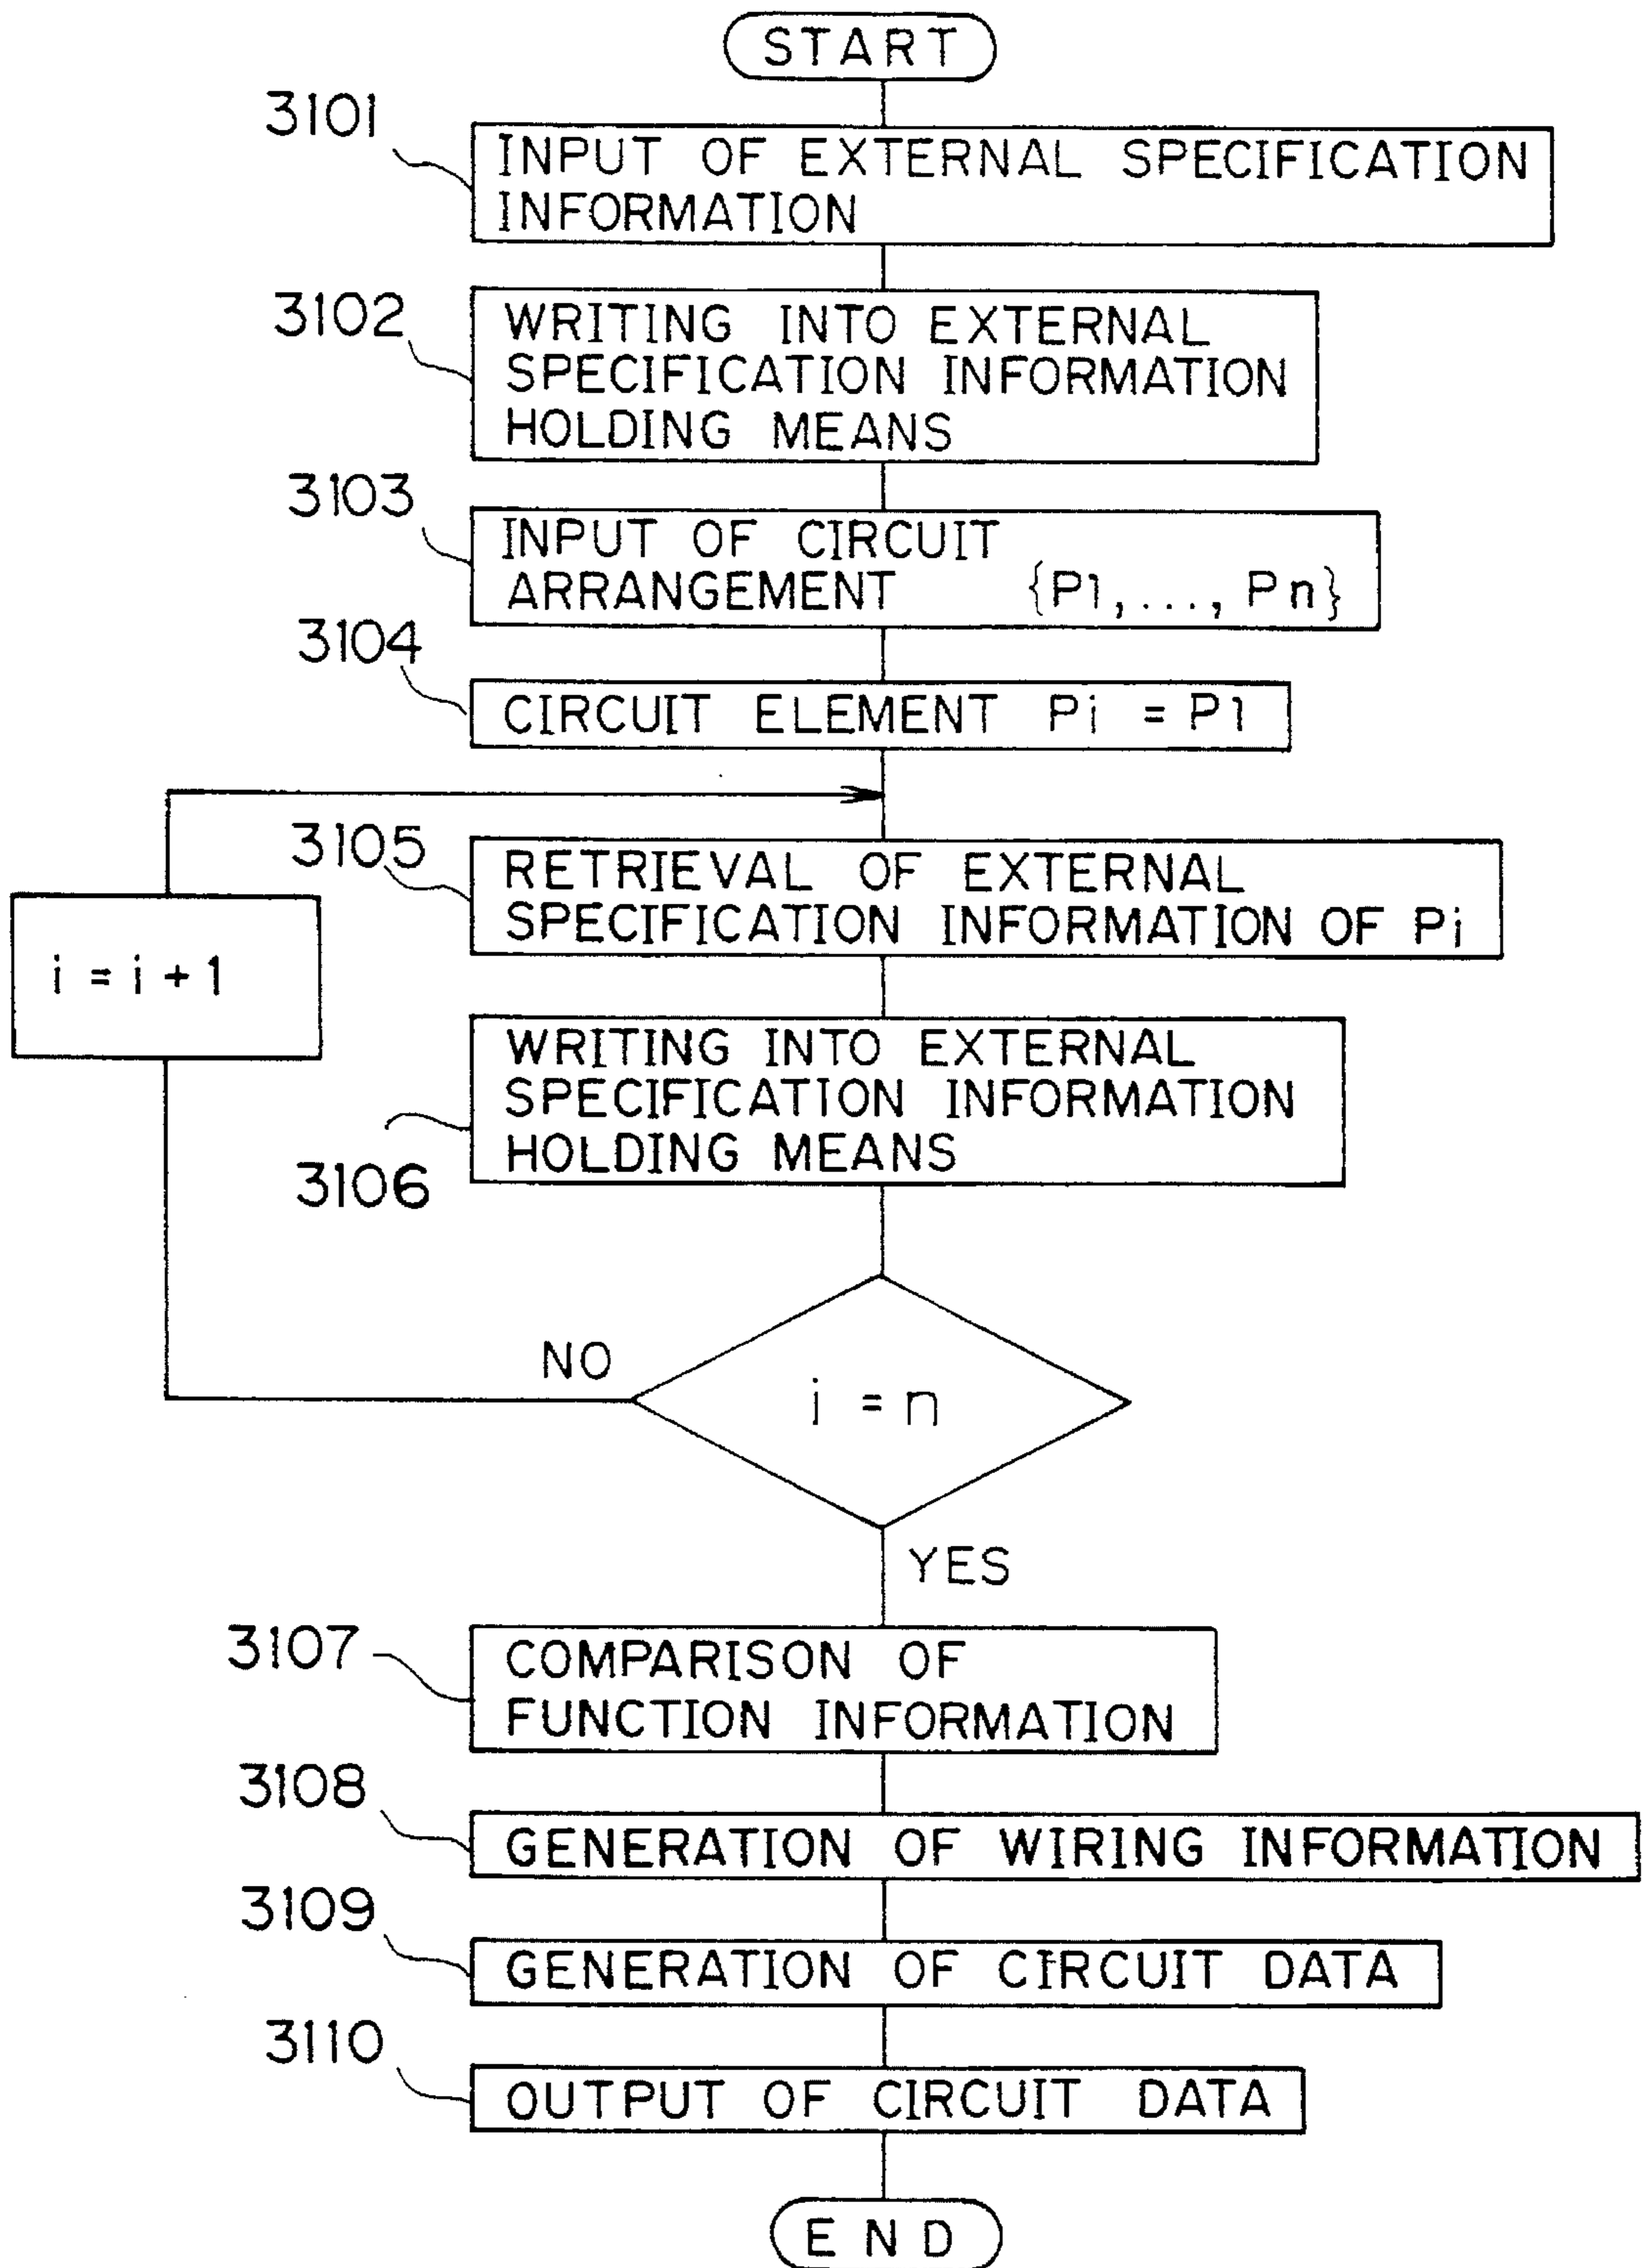 START
3101
INPUT OF EXTERNAL SPECIFICATION
INFORMATION
3102
WRITING INTO EXTERNAL
SPECIFICATION INFORMATION
HOLDING MEANS
3103
INPUT OF CIRCUIT
ARRANGEMENT {P1,..., Pn}
3104
CIRCUIT ELEMENT Pi = P1
3105
RETRIEVAL OF EXTERNAL
SPECIFICATION INFORMATION OF Pi
i = i + 1
WRITING INTO EXTERNAL
SPECIFICATION INFORMATION
HOLDING MEANS
3106
NO
i = n
YES
3107
COMPARISON OF
FUNCTION INFORMATION
3108
GENERATION OF WIRING INFORMATION
3109
GENERATION OF CIRCUIT DATA
3110
OUTPUT OF CIRCUIT DATA
END